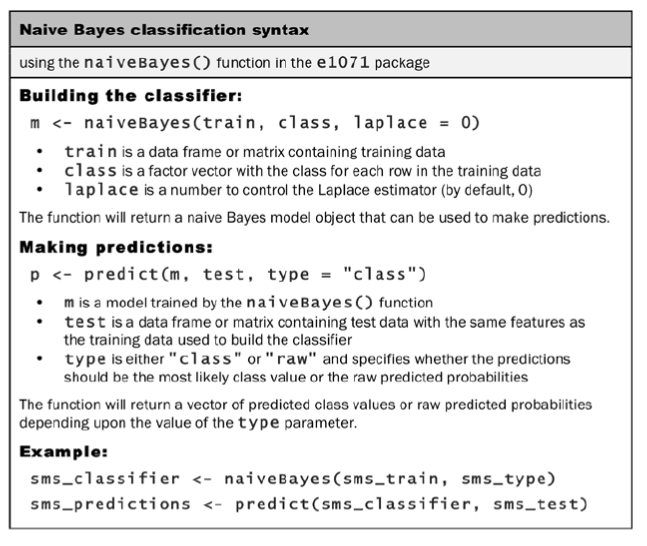 Naive Bayes classification syntax
using the naiveBayes() function in the e1071 package
Building the classifier:
m <- naiveBayes(train, class, laplace = 0)
• train is a data frame or matrix containing training data
• class is a factor vector with the class for each row in the training data
• laplace is a number to control the Laplace estimator (by default, 0)
The function will return a naive Bayes model object that can be used to make predictions.
Making predictions:
p <- predict(m, test, type = "class")
• m is a model trained by the naiveBayes() function
• test is a data frame or matrix containing test data with the same features as
the training data used to build the classifier
• type is either "class" or "raw" and specifies whether the predictions
should be the most likely class value or the raw predicted probabilities
The function will return a vector of predicted class values or raw predicted probabilities
depending upon the value of the type parameter.
Example:
sms_classifier <- naiveBayes(sms_train, sms_type)
sms_predictions <- predict(sms_classifier, sms_test)